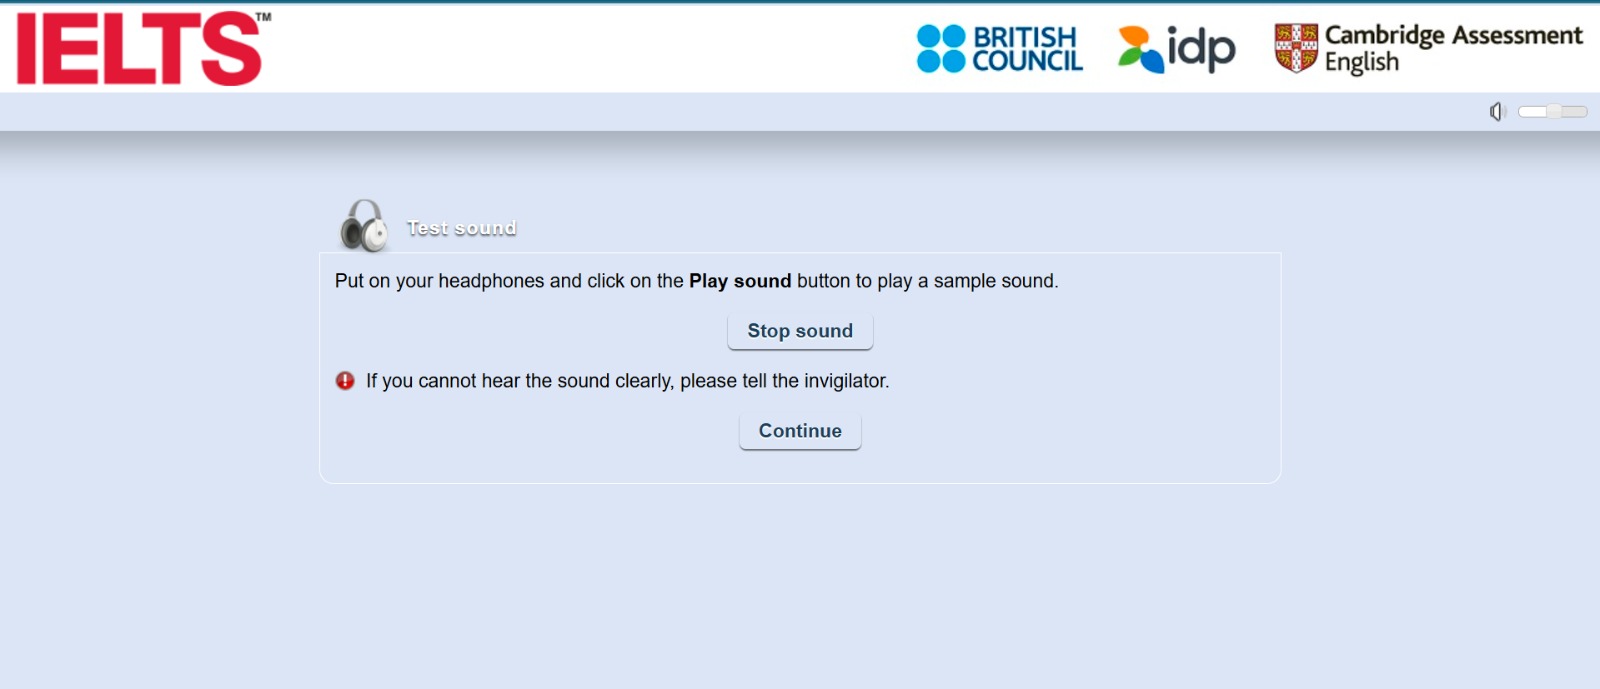 IELTS™
BRITISH
COUNCIL
idp
Cambridge Assessment
English
Test sound
Put on your headphones and click on the Play sound button to play a sample sound.
Stop sound
If you cannot hear the sound clearly, please tell the invigilator.
Continue